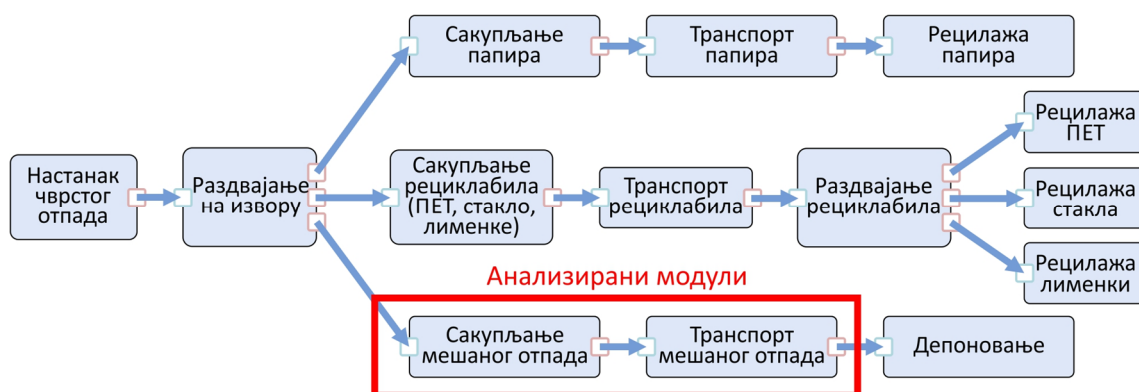 Сакупљање
папира
Транспорт
папира
Рецилажа
папира
Настанак
чврстог
отпада
Раздвајање
на извору
Сакупљање
рециклабила
(ПЕТ, стакло,
лименке)
Транспорт
рециклабила
Раздвајање
рециклабила
Рецилажа
ПЕТ
Рецилажа
стакла
Рецилажа
лименки
Анализирани модули
Сакупљање
мешаног отпада
Транспорт
мешаног отпада
Депоновање